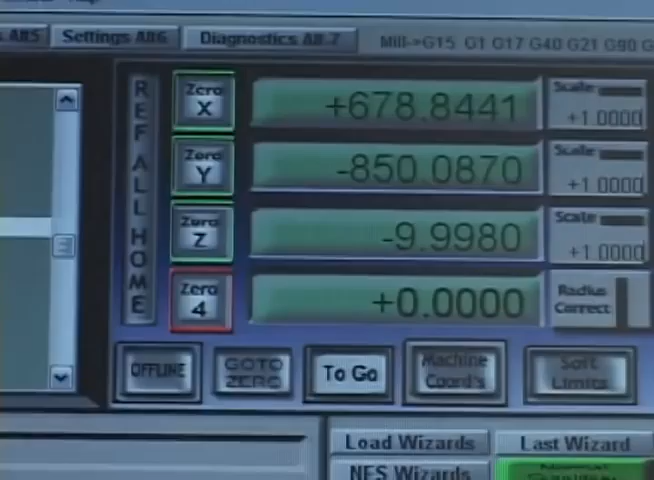 Alt5 Settings Alt6 Diagnostics Alt-7 Mill->G15 G1 G17 G40 G21 G90 G
REF ALL HOME
Zero X +678.8441 Scale +1.0000
Zero Y -850.0870 Scale +1.0000
Zero Z -9.9980 Scale +1.0000
Zero 4 +0.0000 Radius Correct
OFFLINE GOTO ZERO To Go Machine Coord's Soft Limits
Load Wizards Last Wizard
NFS Wizards